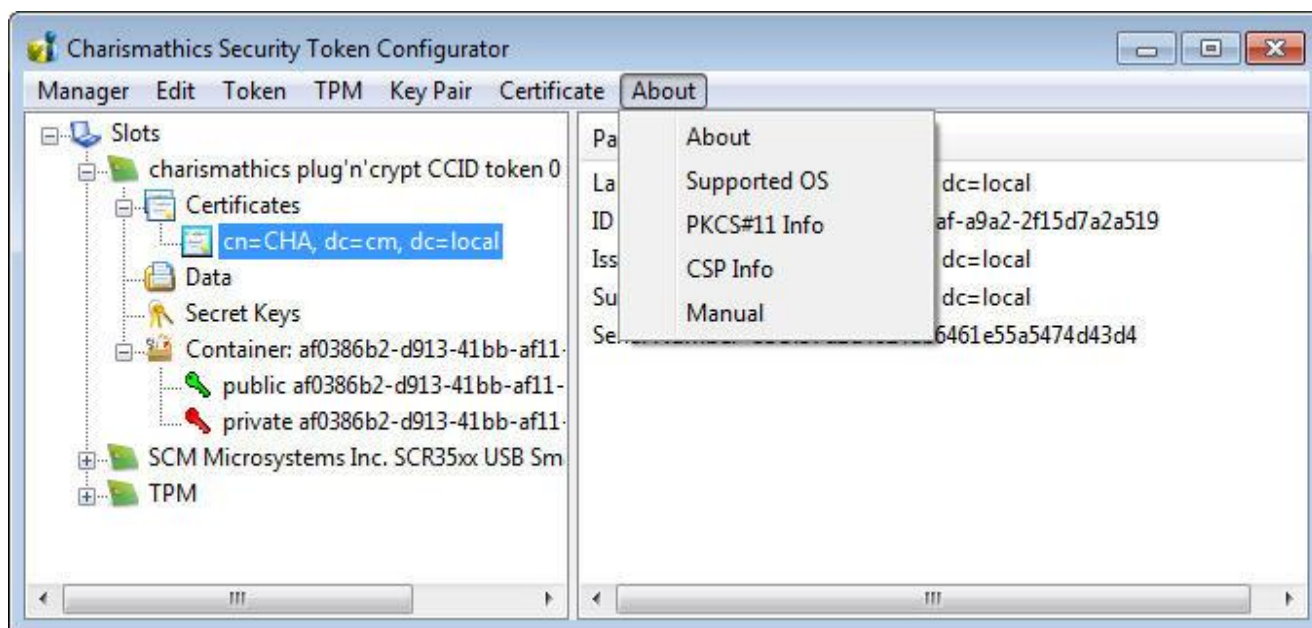 Charismathics Security Token Configurator
Manager Edit Token TPM Key Pair Certificate About
Slots
charismathics plug'n'crypt CCID token 0
Certificates
cn=CHA, dc=cm, dc=local
Data
Secret Keys
Container: af0386b2-d913-41bb-af11-
public af0386b2-d913-41bb-af11-
private af0386b2-d913-41bb-af11-
SCM Microsystems Inc. SCR35xx USB Sm
TPM
About
Supported OS
PKCS#11 Info
CSP Info
Manual
Pa
La dc=local
ID af-a9a2-2f15d7a2a519
Iss dc=local
Su dc=local
6461e55a5474d43d4